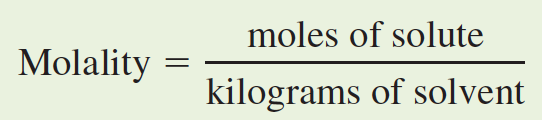 moles of solute
Molality =
kilograms of solvent